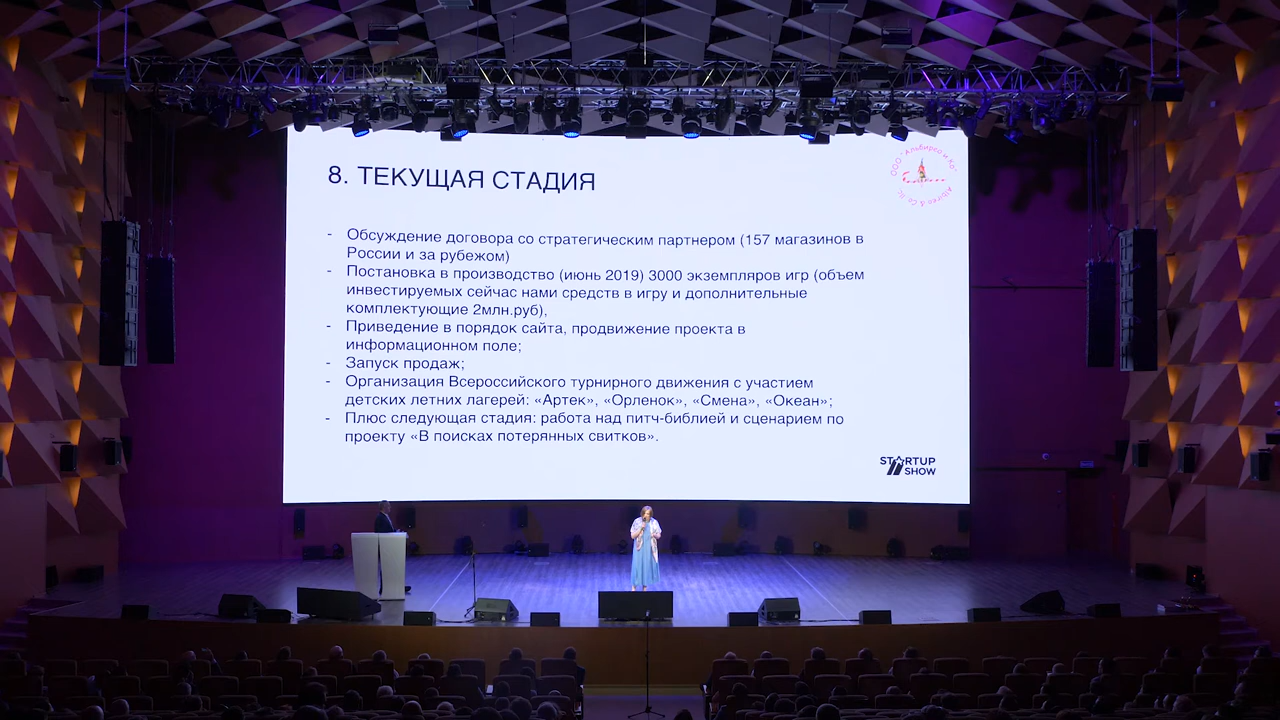 8. ТЕКУЩАЯ СТАДИЯ
ООО "Альбирео и Ко"
- Обсуждение договора со стратегическим партнером (157 магазинов в
России и за рубежом)
- Постановка в производство (июнь 2019) 3000 экземпляров игр (объем
инвестируемых сейчас нами средств в игру и дополнительные
комплектующие 2млн.руб),
- Приведение в порядок сайта, продвижение проекта в
информационном поле;
- Запуск продаж;
- Организация Всероссийского турнирного движения с участием
детских летних лагерей: «Артек», «Орленок», «Смена», «Океан»;
- Плюс следующая стадия: работа над питч-библией и сценарием по
проекту «В поисках потерянных свитков».
STARTUP
SHOW